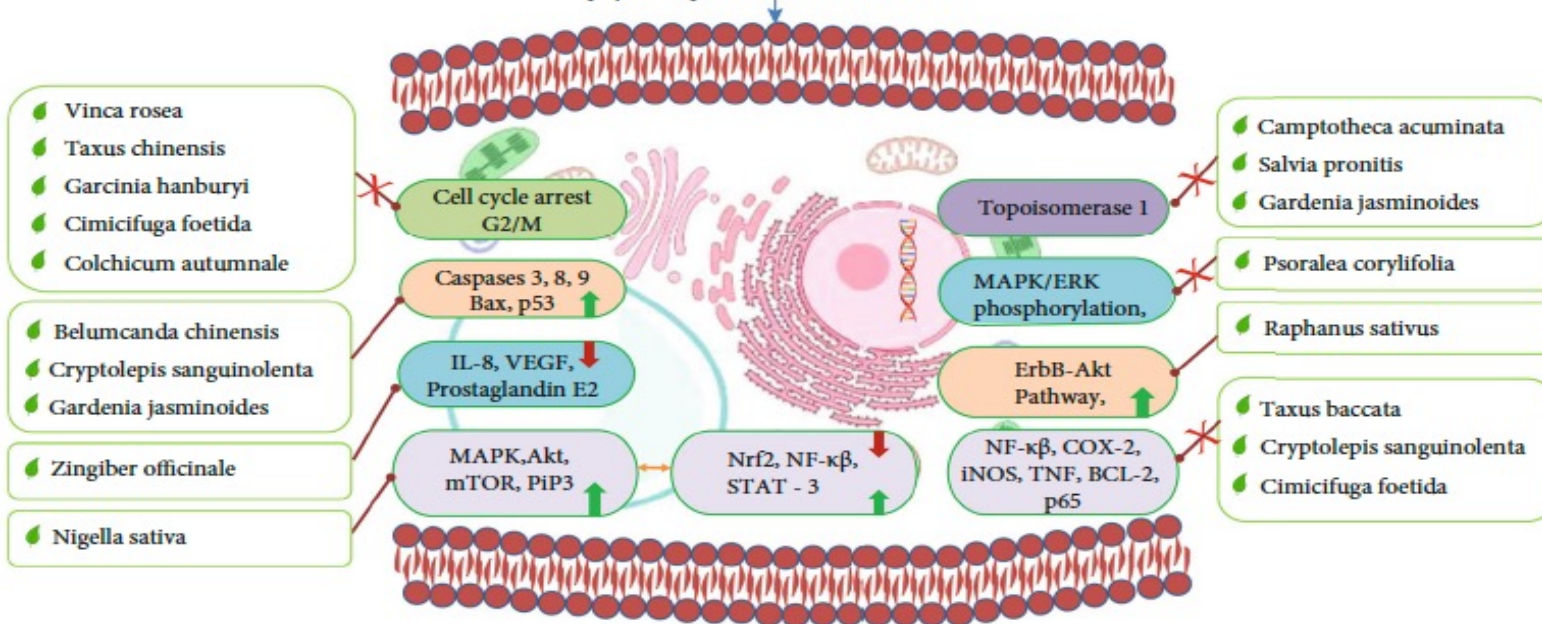 Vinca rosea
Taxus chinensis
Garcinia hanburyi
Cimicifuga foetida
Colchicum autumnale
Belumcanda chinensis
Cryptolepis sanguinolenta
Gardenia jasminoides
Zingiber officinale
Nigella sativa
Cell cycle arrest
G2/M
Caspases 3, 8, 9
Bax, p53
IL-8, VEGF,
Prostaglandin E2
MAPK,Akt,
mTOR, PiP3
Nrf2, NF-κβ,
STAT - 3
Topoisomerase 1
MAPK/ERK
phosphorylation,
ErbB-Akt
Pathway,
NF-κβ, COX-2,
iNOS, TNF, BCL-2,
p65
Camptotheca acuminata
Salvia pronitis
Gardenia jasminoides
Psoralea corylifolia
Raphanus sativus
Taxus baccata
Cryptolepis sanguinolenta
Cimicifuga foetida